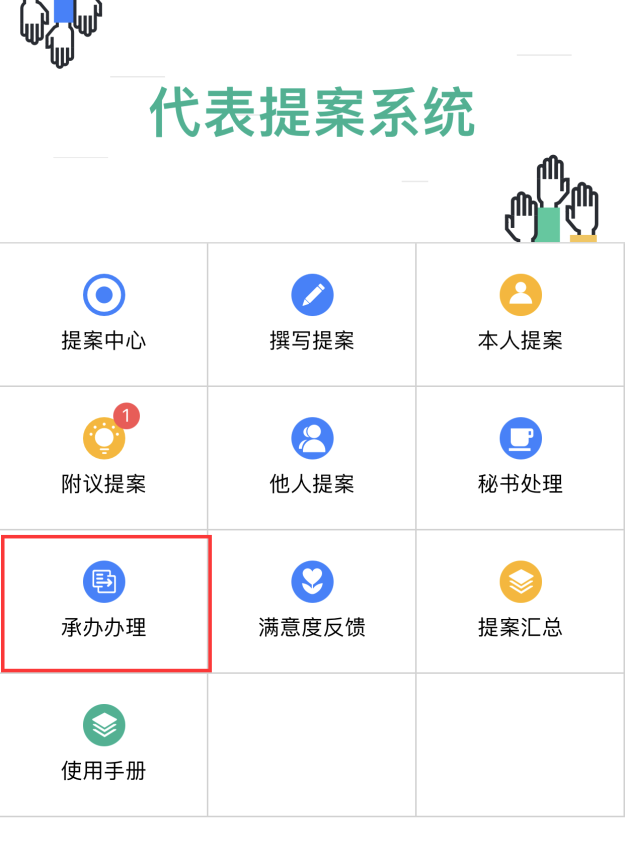 代表提案系统
提案中心
撰写提案
本人提案
1
附议提案
他人提案
秘书处理
承办办理
满意度反馈
提案汇总
使用手册